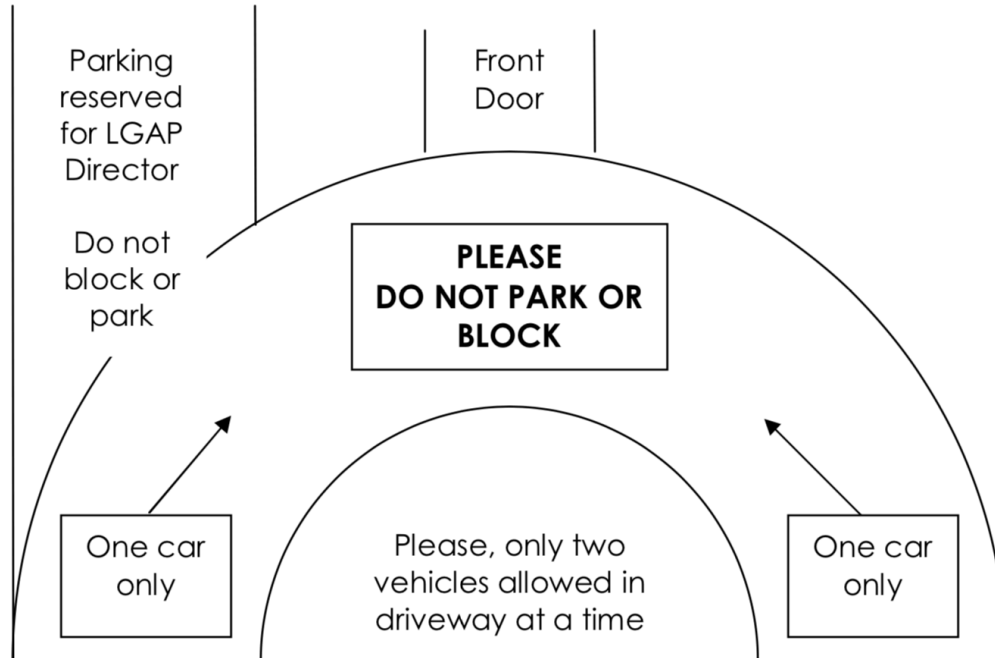 Parking
reserved
for LGAP
Director
Do not
block or
park
Front
Door
PLEASE
DO NOT PARK OR
BLOCK
One car
only
Please, only two
vehicles allowed in
driveway at a time
One car
only